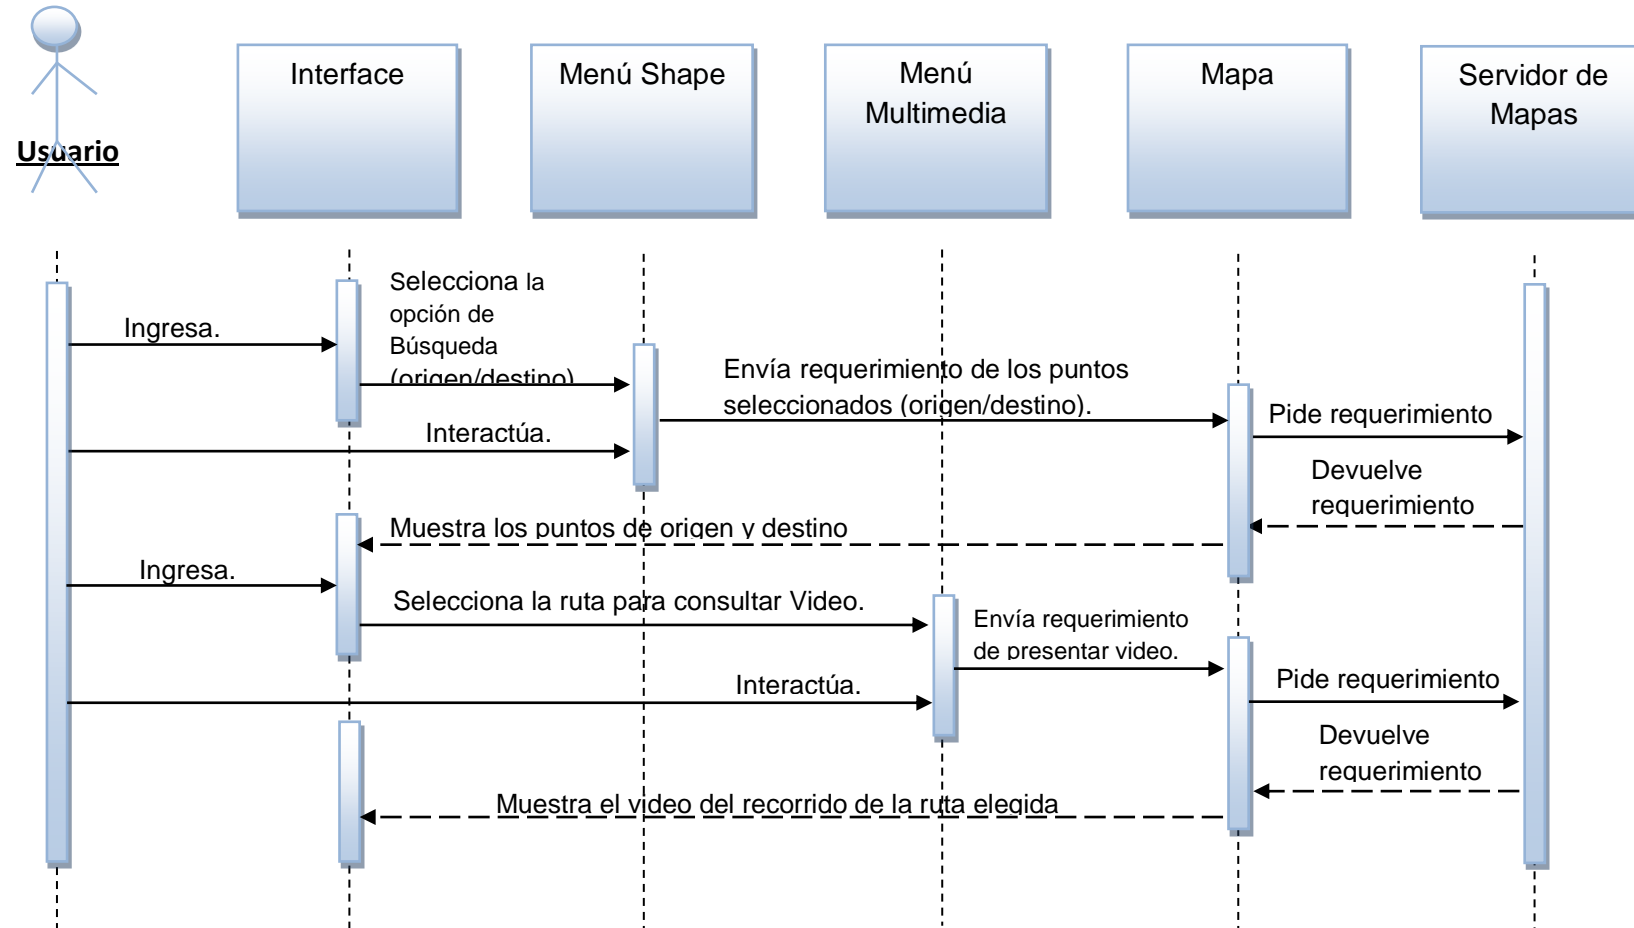 Usuario
Interface
Menú Shape
Menú
Multimedia
Mapa
Servidor de
Mapas
Ingresa.
Selecciona la
opción de
Búsqueda
(origen/destino)
Envía requerimiento de los puntos
seleccionados (origen/destino).
Pide requerimiento
Interactúa.
Devuelve
requerimiento
Muestra los puntos de origen y destino
Ingresa.
Selecciona la ruta para consultar Video.
Envía requerimiento
de presentar video.
Interactúa.
Pide requerimiento
Devuelve
requerimiento
Muestra el video del recorrido de la ruta elegida